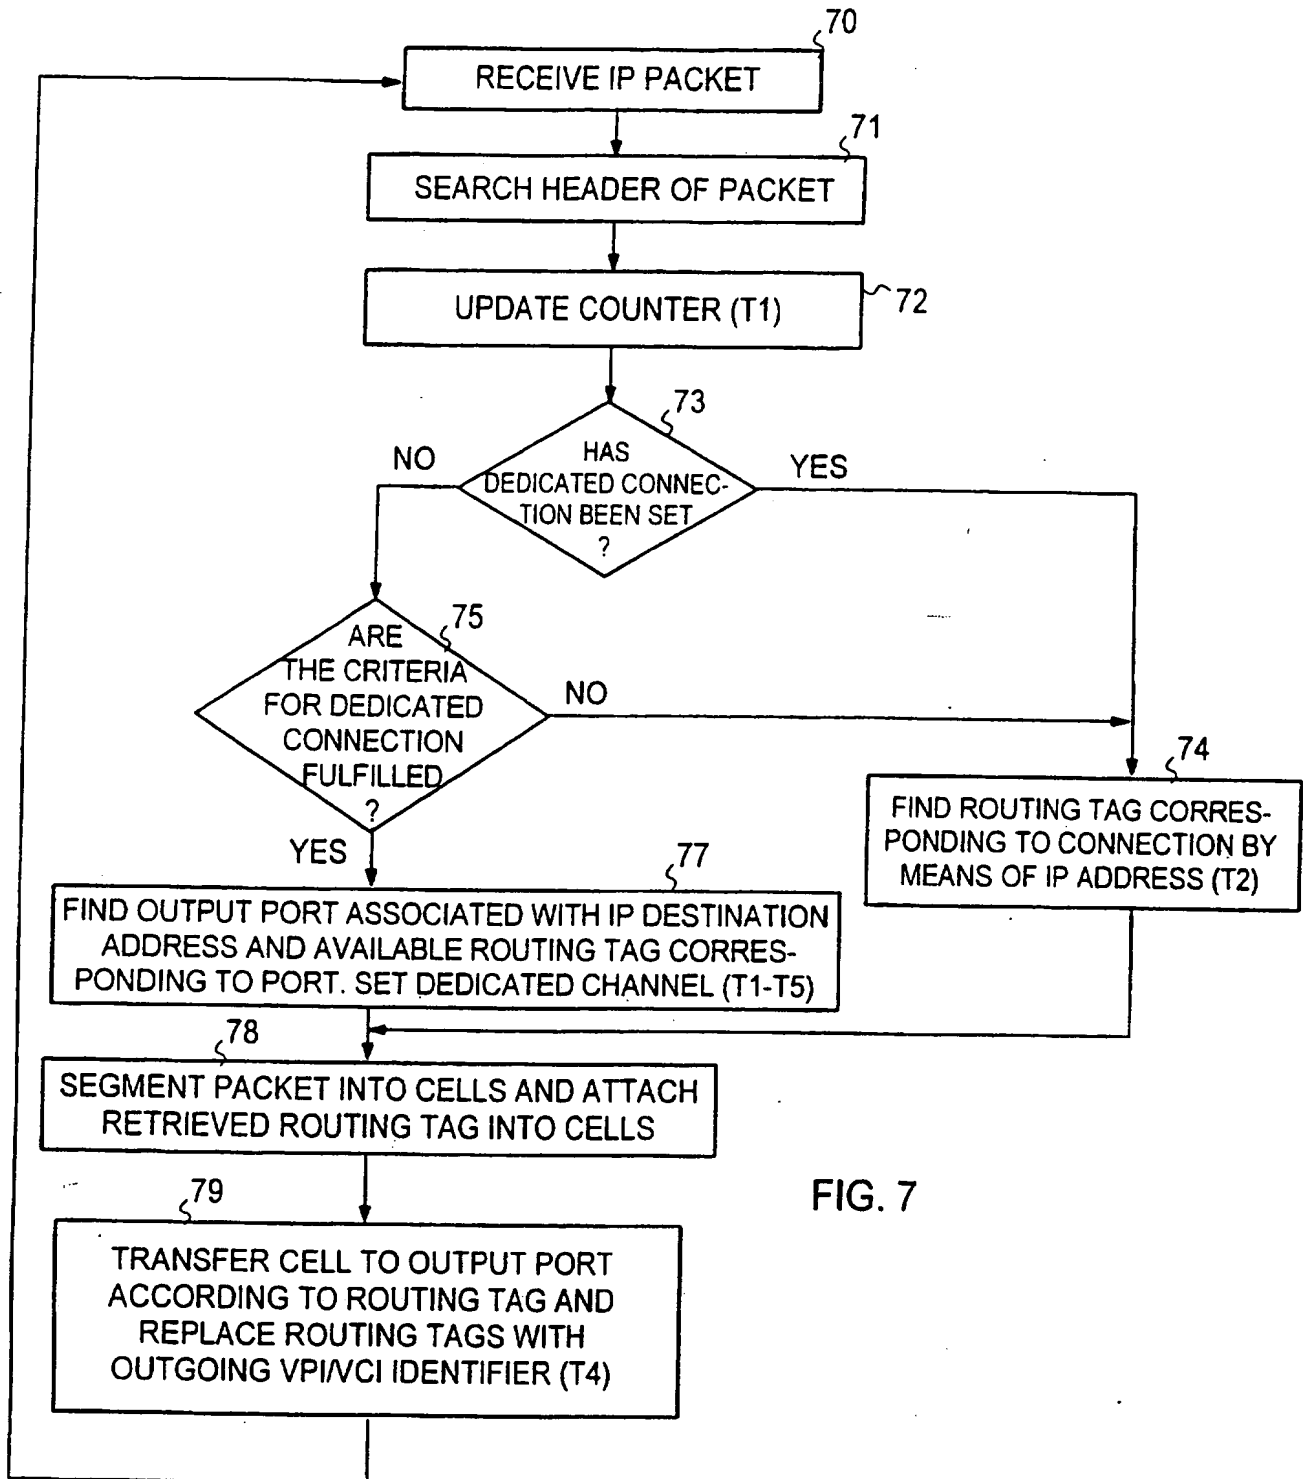 70
RECEIVE IP PACKET
71
SEARCH HEADER OF PACKET
72
UPDATE COUNTER (T1)
73
HAS
DEDICATED CONNEC-
TION BEEN SET
?
NO
YES
75
ARE
THE CRITERIA
FOR DEDICATED
CONNECTION
FULFILLED
?
NO
YES
74
FIND ROUTING TAG CORRES-
PONDING TO CONNECTION BY
MEANS OF IP ADDRESS (T2)
77
FIND OUTPUT PORT ASSOCIATED WITH IP DESTINATION
ADDRESS AND AVAILABLE ROUTING TAG CORRES-
PONDING TO PORT. SET DEDICATED CHANNEL (T1-T5)
78
SEGMENT PACKET INTO CELLS AND ATTACH
RETRIEVED ROUTING TAG INTO CELLS
79
TRANSFER CELL TO OUTPUT PORT
ACCORDING TO ROUTING TAG AND
REPLACE ROUTING TAGS WITH
OUTGOING VPI/VCI IDENTIFIER (T4)
FIG. 7